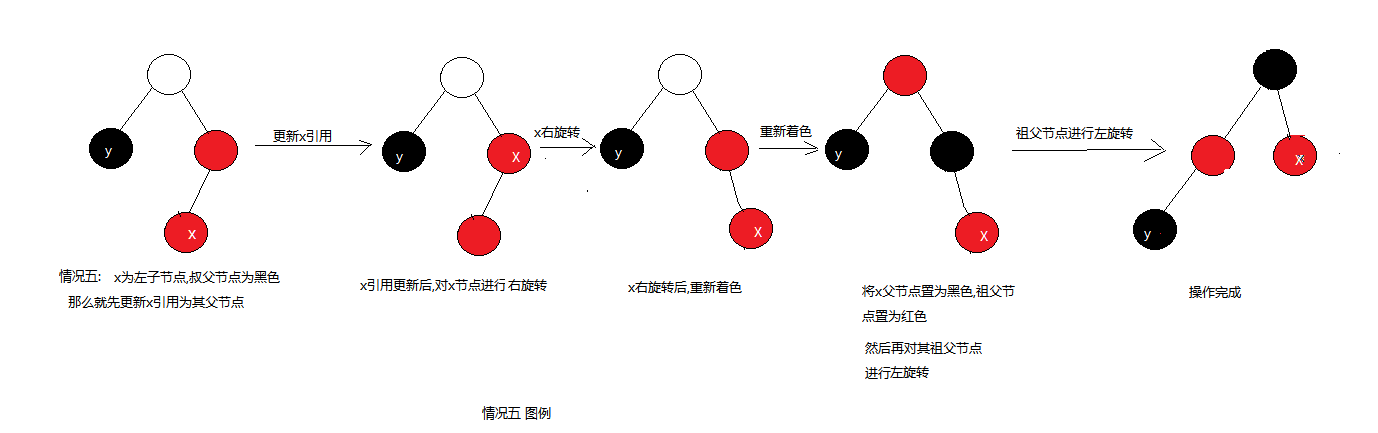 y
X
情况五: x为左子节点,叔父节点为黑色
那么就先更新x引用为其父节点
更新x引用
y
X
x引用更新后,对x节点进行 右旋转
x右旋转
y
X
x右旋转后,重新着色
重新着色
y
X
将x父节点置为黑色,祖父节
点置为红色
然后再对其祖父节点
进行左旋转
祖父节点进行左旋转
X
y
操作完成
情况五 图例